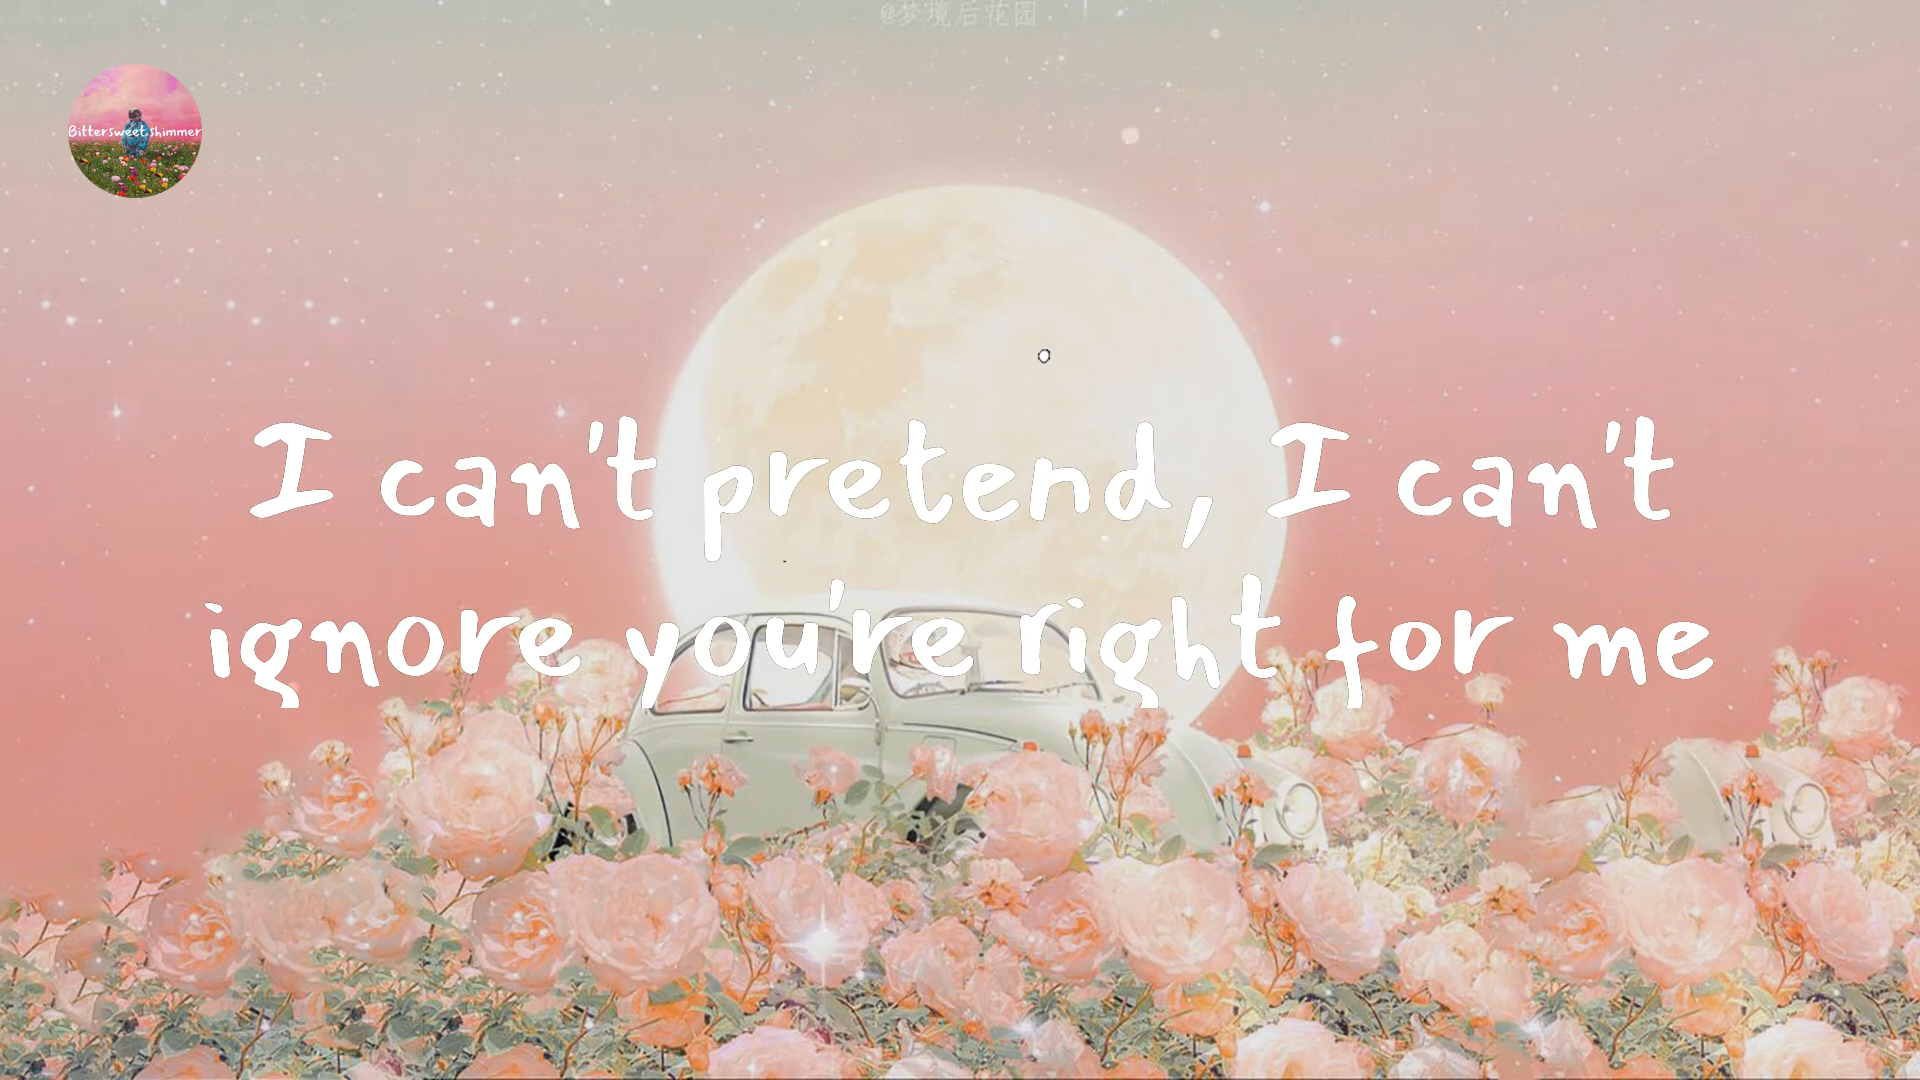 @梦境后花园
Bittersweet shimmer
I can't pretend, I can't
ignore you're right for me